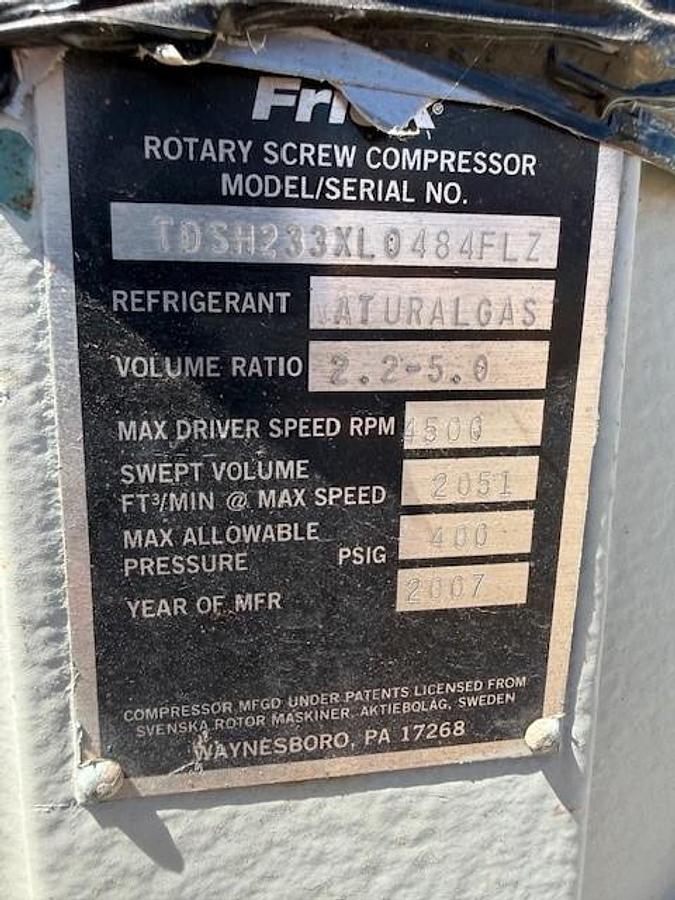 ROTARY SCREW COMPRESSOR
MODEL/SERIAL NO.
TDSH233XL0484FLZ
REFRIGERANT NATURALGAS
VOLUME RATIO 2.2-5.0
MAX DRIVER SPEED RPM 4500
SWEPT VOLUME
FT³/MIN @ MAX SPEED 2051
MAX ALLOWABLE
PRESSURE PSIG 400
YEAR OF MFR 2007
COMPRESSOR MFGD UNDER PATENTS LICENSED FROM
SVENSKA ROTOR MASKINER, AKTIEBOLAG, SWEDEN
WAYNESBORO, PA 17268